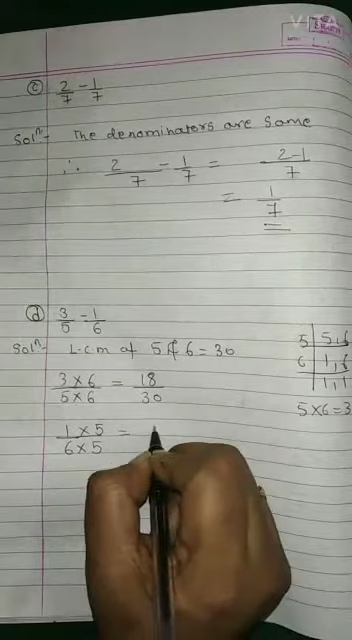 (c) 2/7 - 1/7
Solⁿ- The denominators are same
∴ 2/7 - 1/7 = 2-1/7
= 1/7
(d) 3/5 - 1/6
Solⁿ- L.c.m of 5 & 6 = 30
3×6/5×6 = 18/30
1×5/6×5 =
5 | 5,6
6 | 1,6
| 1,1
5×6=3